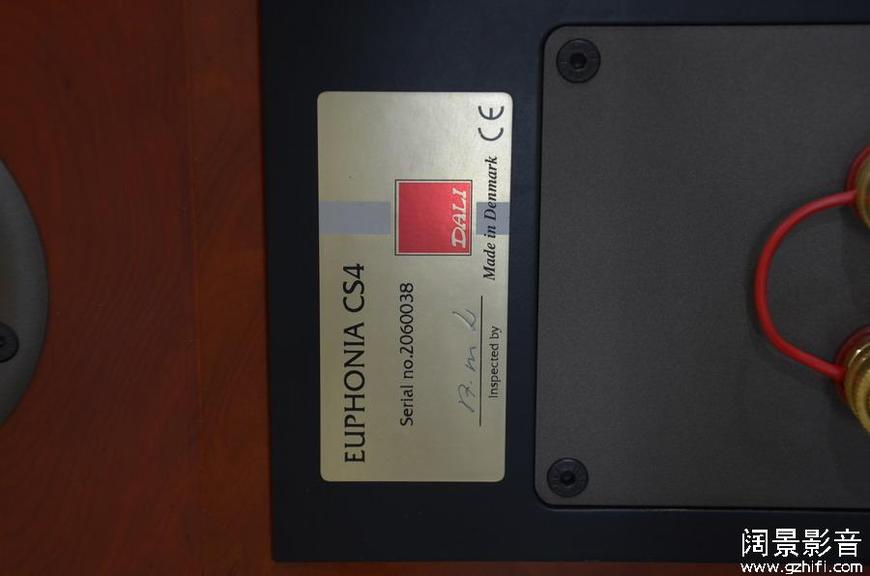 EUPHONIA CS4
Serial no.2060038
DALI
Inspected by
Made in Denmark
CE
阔景影音
www.gzhifi.com